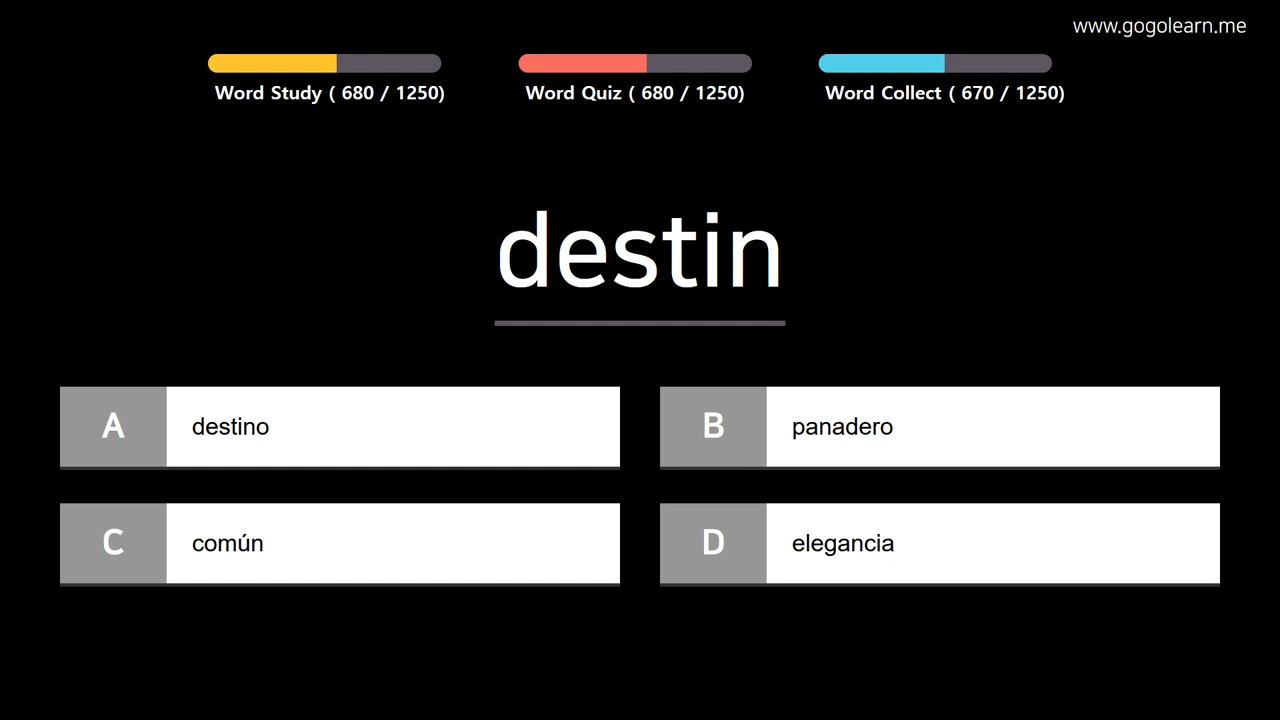 www.gogolearn.me
Word Study ( 680 / 1250)
Word Quiz ( 680 / 1250)
Word Collect ( 670 / 1250)
destin
A
destino
B
panadero
C
común
D
elegancia